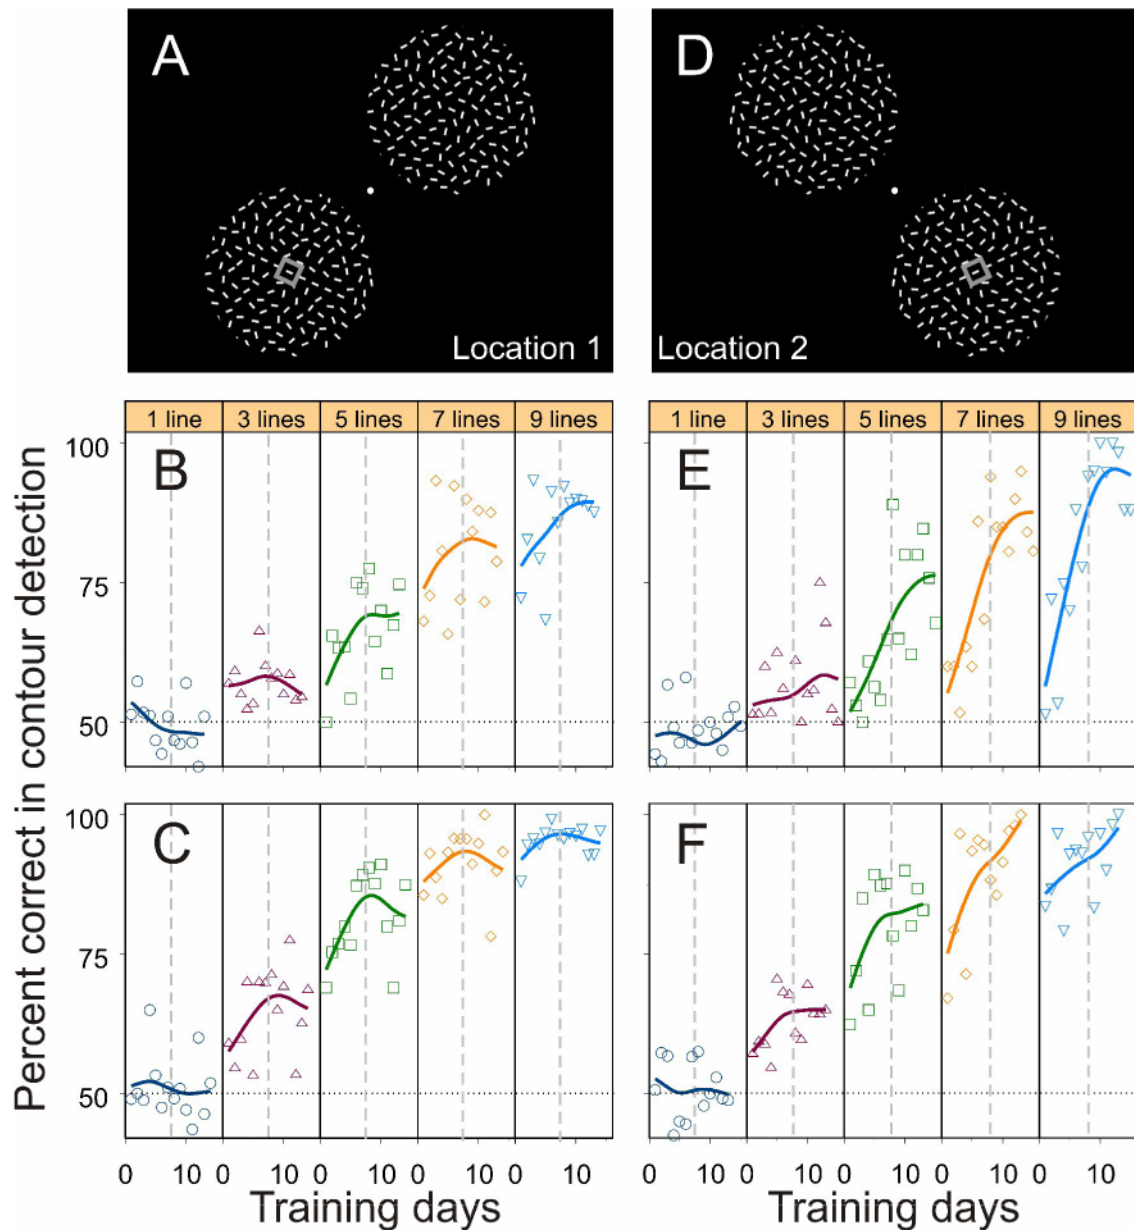 A
Location 1
D
Location 2
Percent correct in contour detection
1 line 3 lines 5 lines 7 lines 9 lines
1 line 3 lines 5 lines 7 lines 9 lines
100
75
50
B
E
100
75
50
C
F
0 10 0 10 0 10 0 10 0 10
0 10 0 10 0 10 0 10 0 10
Training days
Training days